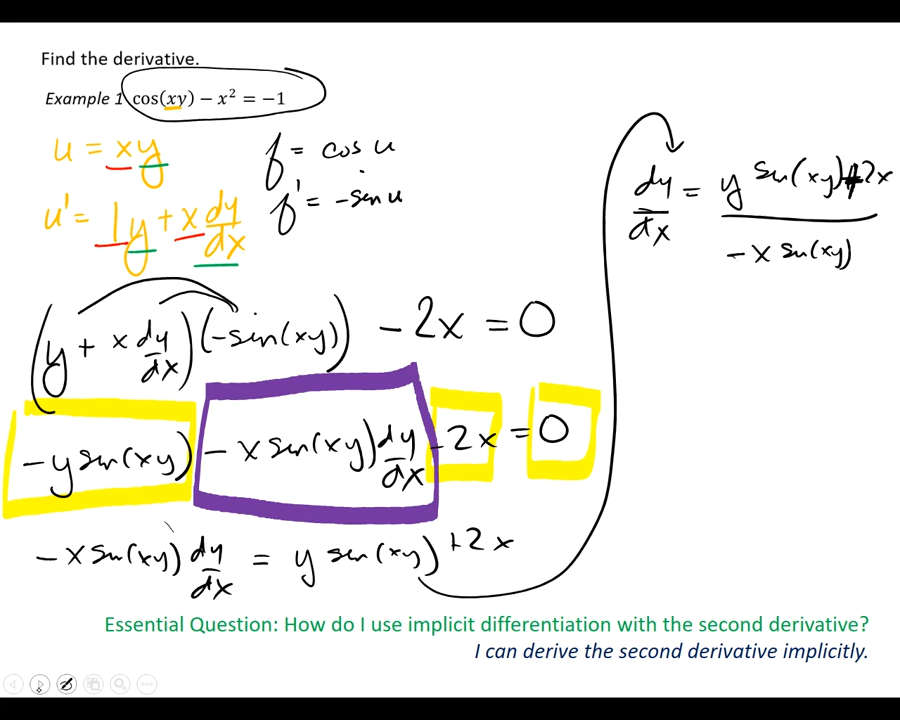 Find the derivative.
Example 1 cos(xy) − x² = −1
u = xy
f = cos u
u' = 1y + x dy/dx
f' = -sin u
(y + x dy/dx)(-sin(xy)) - 2x = 0
-y sin(xy) - x sin(xy) dy/dx - 2x = 0
-x sin(xy) dy/dx = y sin(xy) + 2x
dy/dx = y sin(xy) + 2x / -x sin(xy)
Essential Question: How do I use implicit differentiation with the second derivative?
I can derive the second derivative implicitly.